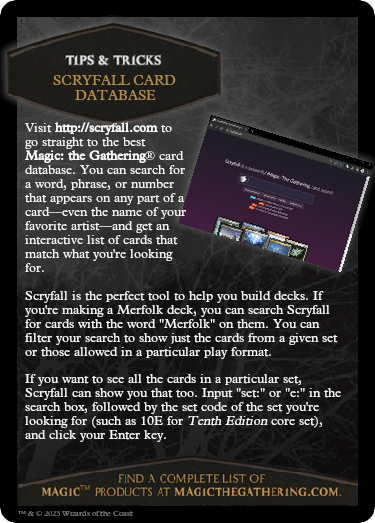 TIPS & TRICKS
SCRYFALL CARD
DATABASE
Visit http://scryfall.com to
go straight to the best
Magic: the Gathering® card
database. You can search for
a word, phrase, or number
that appears on any part of a
card—even the name of your
favorite artist—and get an
interactive list of cards that
match what you're looking
for.
Scryfall is a powerful Magic: The Gathering card search
Scryfall is the perfect tool to help you build decks. If
you're making a Merfolk deck, you can search Scryfall
for cards with the word "Merfolk" on them. You can
filter your search to show just the cards from a given set
or those allowed in a particular play format.
If you want to see all the cards in a particular set,
Scryfall can show you that too. Input "set:" or "e:" in the
search box, followed by the set code of the set you're
looking for (such as 10E for Tenth Edition core set),
and click your Enter key.
FIND A COMPLETE LIST OF
MAGIC™ PRODUCTS AT MAGICTHEGATHERING.COM.
™ & © 2023 Wizards of the Coast